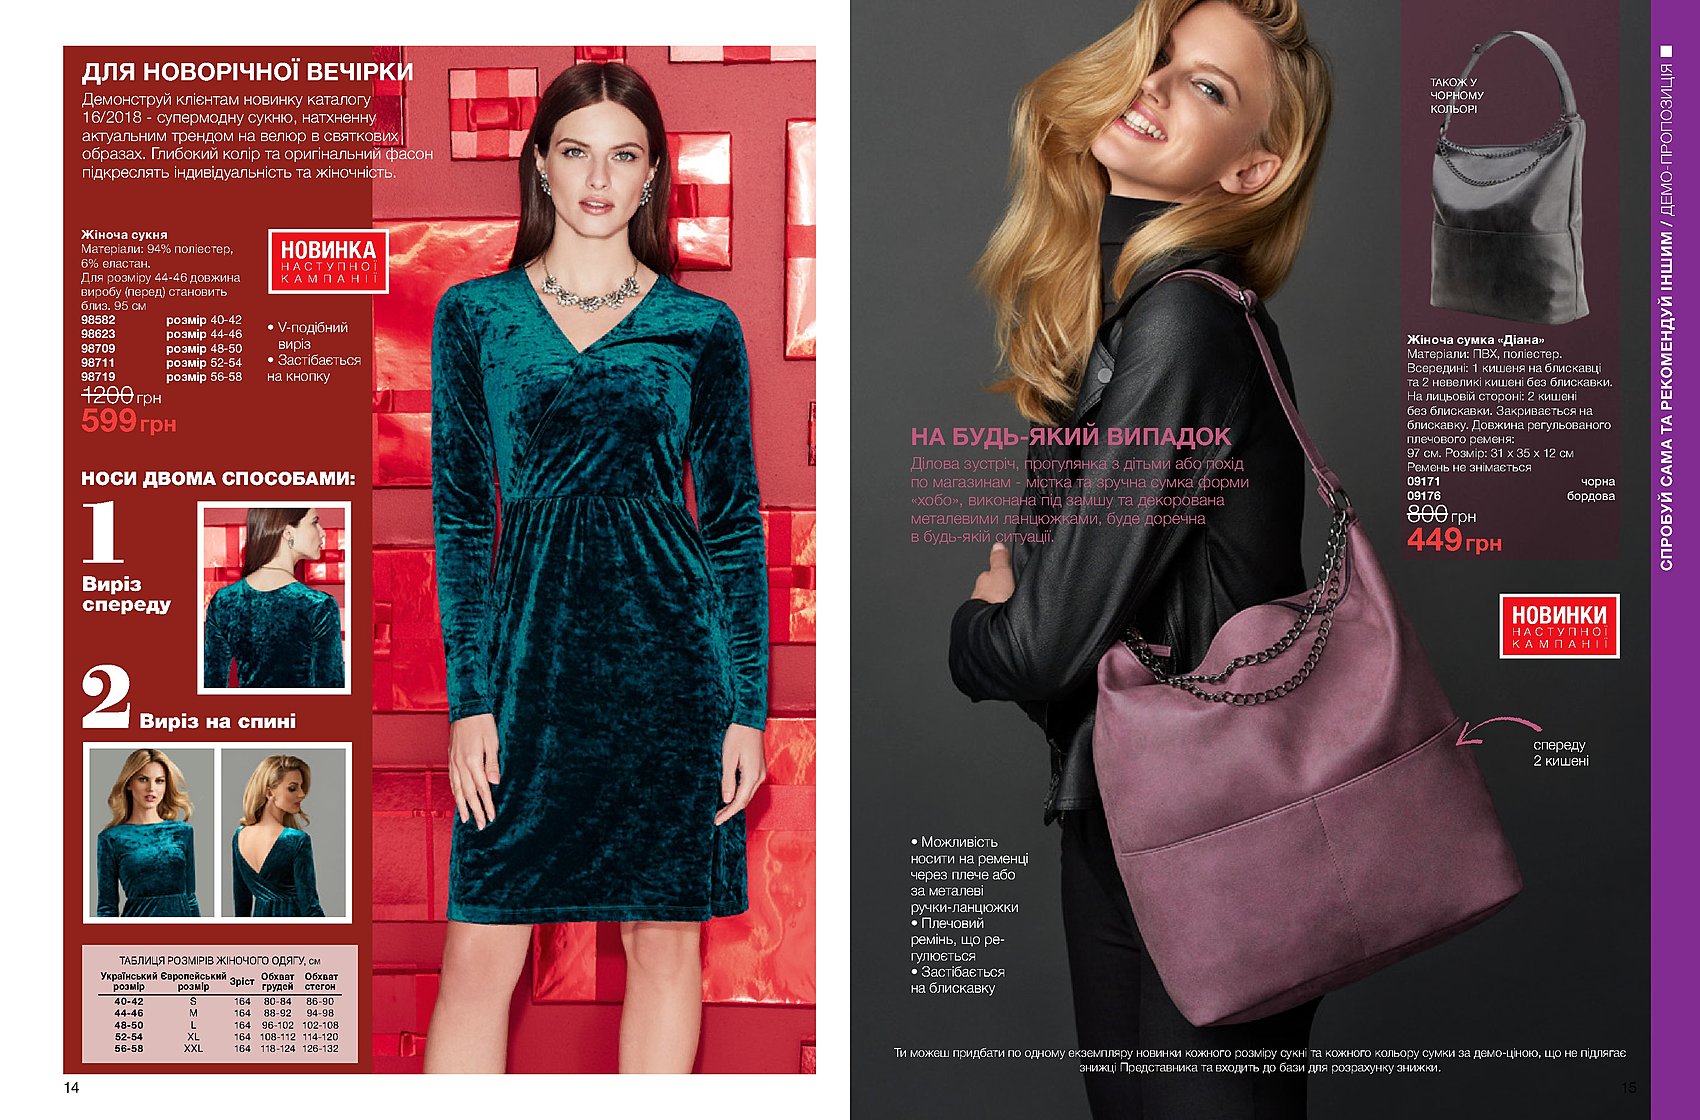 ДЛЯ НОВОРІЧНОЇ ВЕЧІРКИ
Демонструй клієнтам новинку каталогу
16/2018 - супермодну сукню, натхненну
актуальним трендом на велюр в святкових
образах. Глибокий колір та оригінальний фасон
підкреслять індивідуальність та жіночність.
Жіноча сукня
Матеріали: 94% поліестер,
6% еластан.
Для розміру 44-46 довжина
виробу (перед) становить
близ. 95 см
98582 розмір 40-42
98623 розмір 44-46
98709 розмір 48-50
98711 розмір 52-54
98719 розмір 56-58
1200 грн
599 грн
НОВИНКА
НАСТУПНОЇ
КАМПАНІЇ
• V-подібний
виріз
• Застібається
на кнопку
НОСИ ДВОМА СПОСОБАМИ:
1
Виріз
спереду
2
Виріз на спині
ТАБЛИЦЯ РОЗМІРІВ ЖІНОЧОГО ОДЯГУ, см
Український Європейський Зріст Обхват Обхват
розмір розмір грудей стегон
40-42 S 164 80-84 86-90
44-46 M 164 88-92 94-98
48-50 L 164 96-102 102-108
52-54 XL 164 108-112 114-120
56-58 XXL 164 118-124 126-132
14
ТАКОЖ У
ЧОРНОМУ
КОЛЬОРІ
Жіноча сумка «Діана»
Матеріали: ПВХ, поліестер.
Всередині: 1 кишеня на блискавці
та 2 невеликі кишені без блискавки.
На лицьовій стороні: 2 кишені
без блискавки. Закривається на
блискавку. Довжина регульованого
плечового ременя:
97 см. Розмір: 31 x 35 x 12 см
Ремень не знімається
09171 чорна
09176 бордова
800 грн
449 грн
НОВИНКИ
НАСТУПНОЇ
КАМПАНІЇ
НА БУДЬ-ЯКИЙ ВИПАДОК
Ділова зустріч, прогулянка з дітьми або похід
по магазинам - містка та зручна сумка форми
«хобо», виконана під замшу та декорована
металевими ланцюжками, буде доречна
в будь-якій ситуації.
спереду
2 кишені
• Можливість
носити на ременці
через плече або
за металеві
ручки-ланцюжки
• Плечовий
ремінь, що ре-
гулюється
• Застібається
на блискавку
Ти можеш придбати по одному екземпляру новинки кожного розміру сукні та кожного кольору сумки за демо-ціною, що не підлягає
знижці Представника та входить до бази для розрахунку знижки.
15
СПРОБУЙ САМА ТА РЕКОМЕНДУЙ ІНШИМ / ДЕМО-ПРОПОЗИЦІЯ